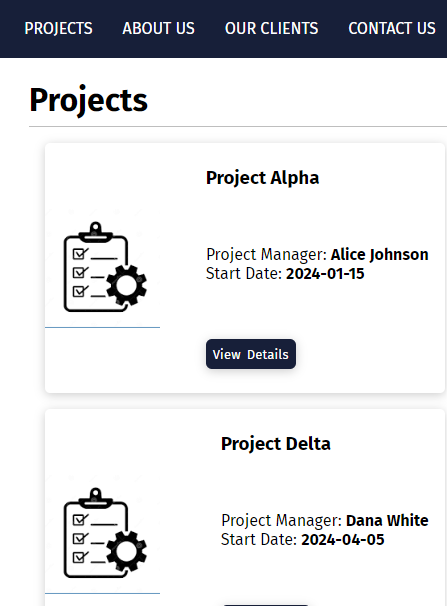 PROJECTS ABOUT US OUR CLIENTS CONTACT US
Projects
Project Alpha
Project Manager: Alice Johnson
Start Date: 2024-01-15
View Details
Project Delta
Project Manager: Dana White
Start Date: 2024-04-05